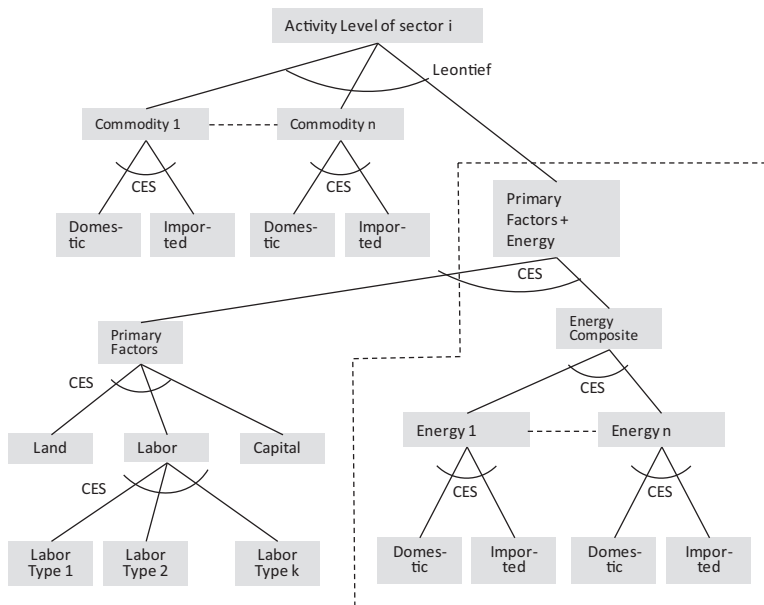 Activity Level of sector i
Leontief
Commodity 1
Commodity n
CES
CES
Domes-
tic
Impor-
ted
Domes-
tic
Impor-
ted
Primary
Factors +
Energy
CES
Primary
Factors
Energy
Composite
CES
CES
Land
Labor
Capital
Energy 1
Energy n
CES
CES
CES
Labor
Type 1
Labor
Type 2
Labor
Type k
Domes-
tic
Impor-
ted
Domes-
tic
Impor-
ted